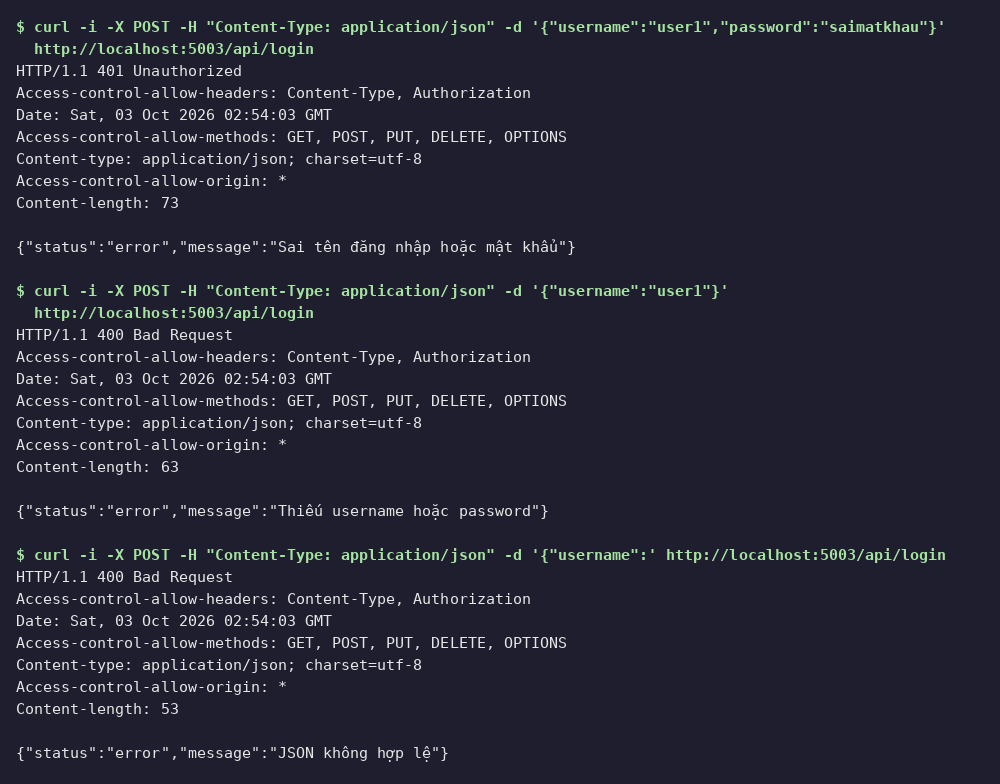 $ curl -i -X POST -H "Content-Type: application/json" -d '{"username":"user1","password":"saimatkhau"}'
  http://localhost:5003/api/login
HTTP/1.1 401 Unauthorized
Access-control-allow-headers: Content-Type, Authorization
Date: Sat, 03 Oct 2026 02:54:03 GMT
Access-control-allow-methods: GET, POST, PUT, DELETE, OPTIONS
Content-type: application/json; charset=utf-8
Access-control-allow-origin: *
Content-length: 73

{"status":"error","message":"Sai tên đăng nhập hoặc mật khẩu"}

$ curl -i -X POST -H "Content-Type: application/json" -d '{"username":"user1"}'
  http://localhost:5003/api/login
HTTP/1.1 400 Bad Request
Access-control-allow-headers: Content-Type, Authorization
Date: Sat, 03 Oct 2026 02:54:03 GMT
Access-control-allow-methods: GET, POST, PUT, DELETE, OPTIONS
Content-type: application/json; charset=utf-8
Access-control-allow-origin: *
Content-length: 63

{"status":"error","message":"Thiếu username hoặc password"}

$ curl -i -X POST -H "Content-Type: application/json" -d '{"username":' http://localhost:5003/api/login
HTTP/1.1 400 Bad Request
Access-control-allow-headers: Content-Type, Authorization
Date: Sat, 03 Oct 2026 02:54:03 GMT
Access-control-allow-methods: GET, POST, PUT, DELETE, OPTIONS
Content-type: application/json; charset=utf-8
Access-control-allow-origin: *
Content-length: 53

{"status":"error","message":"JSON không hợp lệ"}